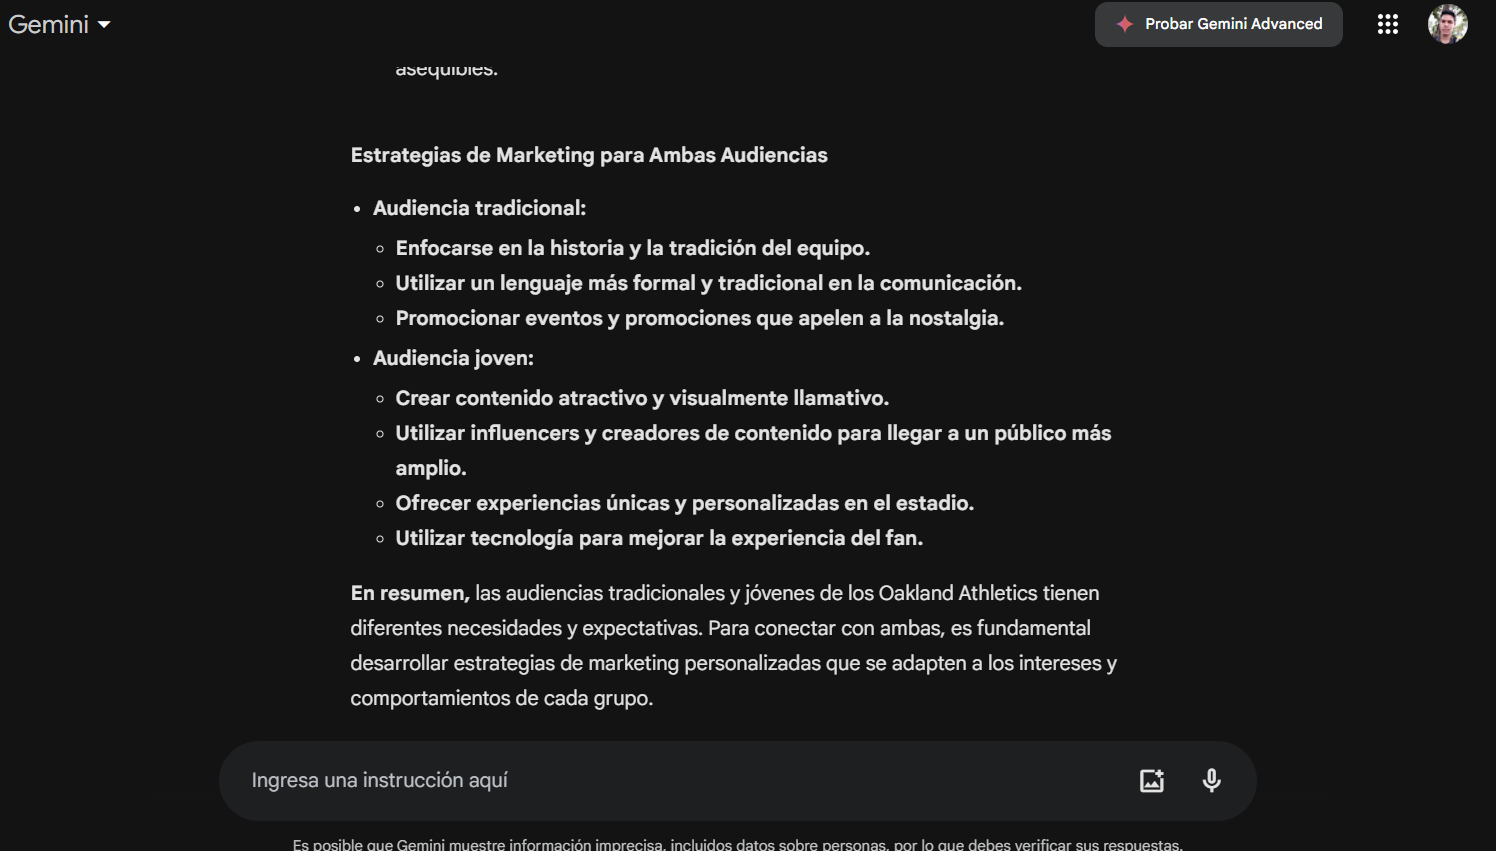 Gemini
Probar Gemini Advanced
asequibles.
Estrategias de Marketing para Ambas Audiencias
• Audiencia tradicional:
◦ Enfocarse en la historia y la tradición del equipo.
◦ Utilizar un lenguaje más formal y tradicional en la comunicación.
◦ Promocionar eventos y promociones que apelen a la nostalgia.
• Audiencia joven:
◦ Crear contenido atractivo y visualmente llamativo.
◦ Utilizar influencers y creadores de contenido para llegar a un público más
amplio.
◦ Ofrecer experiencias únicas y personalizadas en el estadio.
◦ Utilizar tecnología para mejorar la experiencia del fan.
En resumen, las audiencias tradicionales y jóvenes de los Oakland Athletics tienen
diferentes necesidades y expectativas. Para conectar con ambas, es fundamental
desarrollar estrategias de marketing personalizadas que se adapten a los intereses y
comportamientos de cada grupo.
Ingresa una instrucción aquí
Es posible que Gemini muestre información imprecisa, incluidos datos sobre personas, por lo que debes verificar sus respuestas.